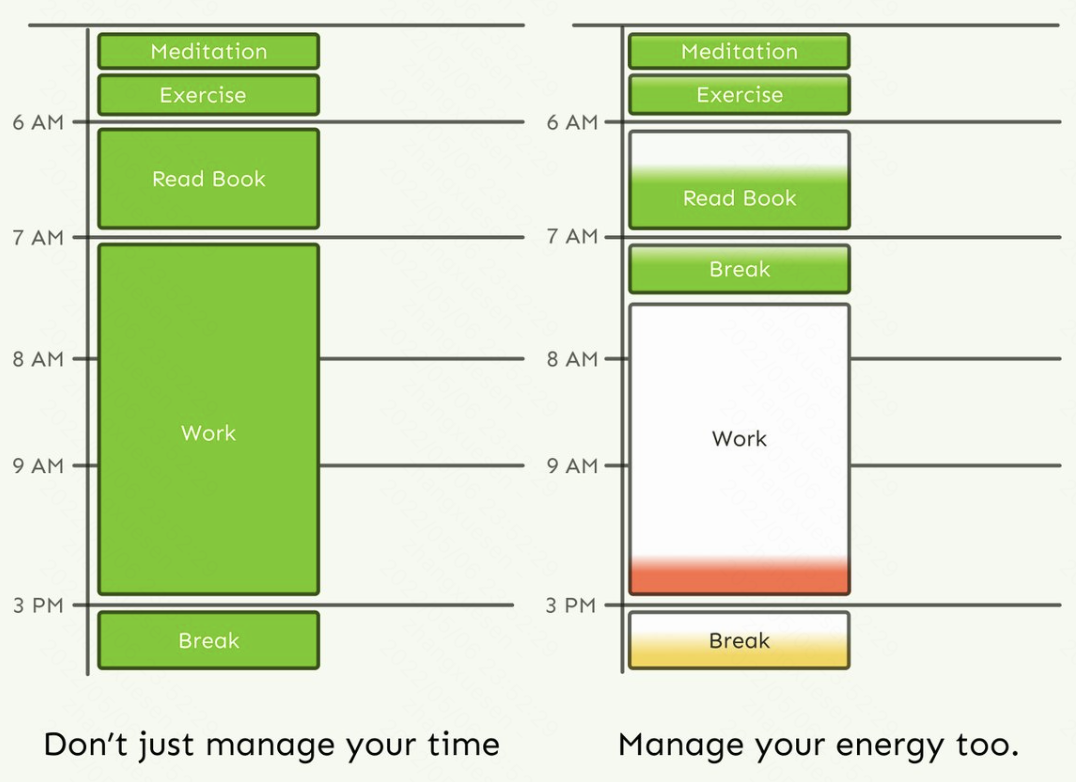 Meditation
Exercise
6 AM
Read Book
7 AM
8 AM
Work
9 AM
3 PM
Break
Don't just manage your time
Meditation
Exercise
6 AM
Read Book
7 AM
Break
8 AM
Work
9 AM
3 PM
Break
Manage your energy too.